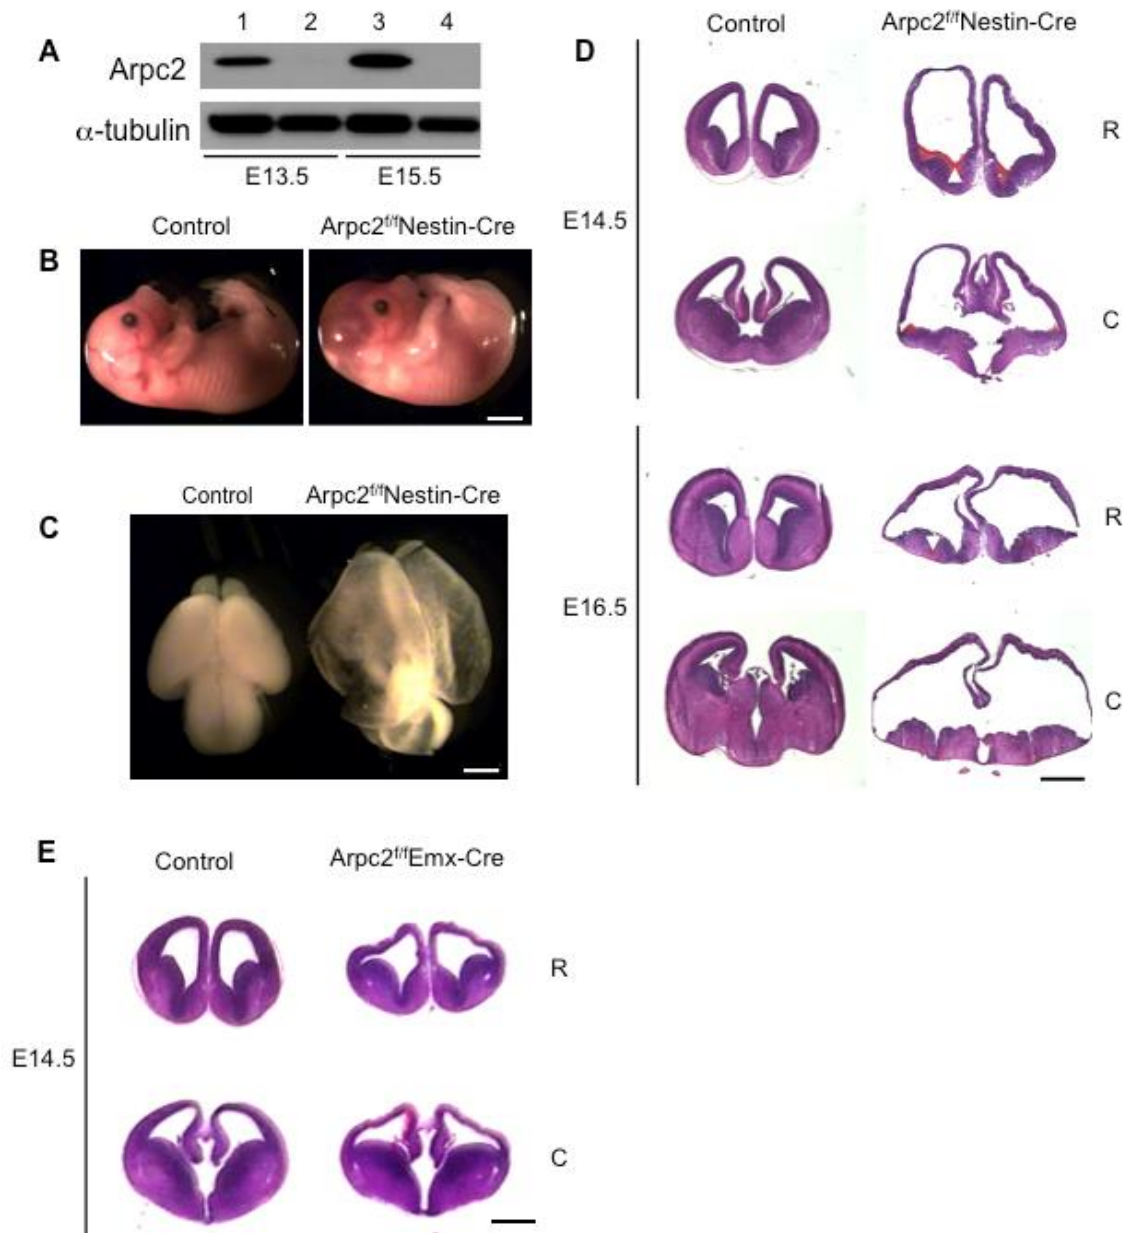 A
1 2 3 4
Arpc2
α-tubulin
E13.5 E15.5
B
Control Arpc2f/fNestin-Cre
C
Control Arpc2f/fNestin-Cre
D
Control Arpc2f/fNestin-Cre
E14.5
R
C
E16.5
R
C
E
Control Arpc2f/fEmx-Cre
E14.5
R
C